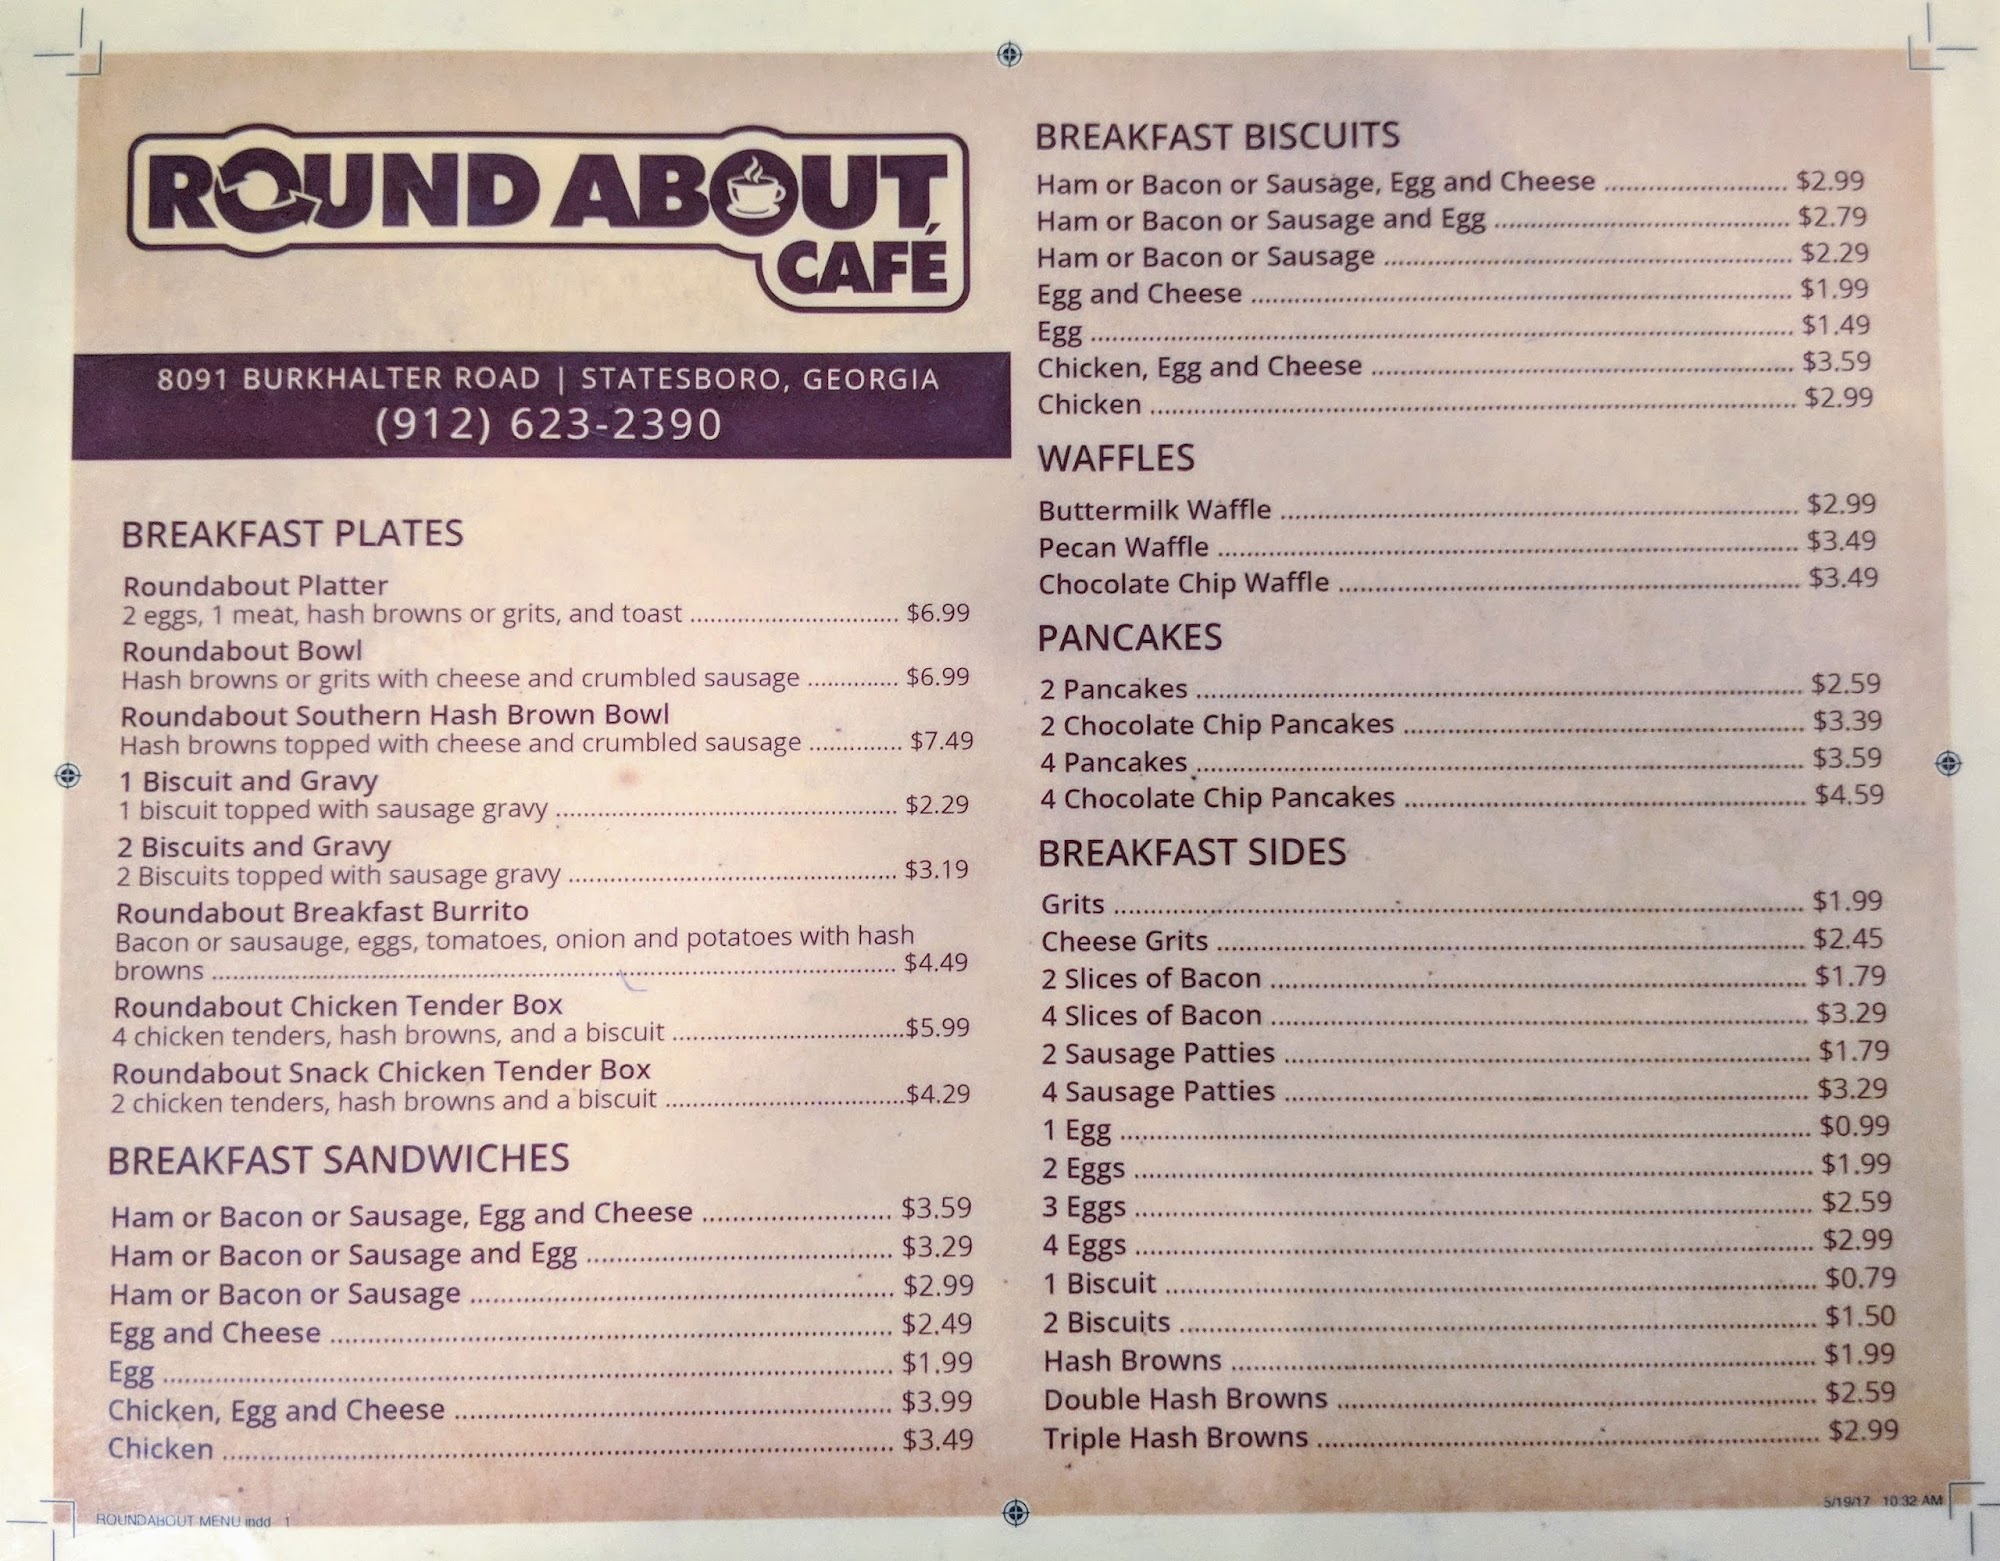 ROUND ABOUT
CAFÉ
8091 BURKHALTER ROAD | STATESBORO, GEORGIA
(912) 623-2390
BREAKFAST PLATES
Roundabout Platter
2 eggs, 1 meat, hash browns or grits, and toast ........ $6.99
Roundabout Bowl
Hash browns or grits with cheese and crumbled sausage ........ $6.99
Roundabout Southern Hash Brown Bowl
Hash browns topped with cheese and crumbled sausage ........ $7.49
1 Biscuit and Gravy
1 biscuit topped with sausage gravy ........ $2.29
2 Biscuits and Gravy
2 Biscuits topped with sausage gravy ........ $3.19
Roundabout Breakfast Burrito
Bacon or sausauge, eggs, tomatoes, onion and potatoes with hash
browns ........ $4.49
Roundabout Chicken Tender Box
4 chicken tenders, hash browns, and a biscuit ........ $5.99
Roundabout Snack Chicken Tender Box
2 chicken tenders, hash browns and a biscuit ........ $4.29
BREAKFAST SANDWICHES
Ham or Bacon or Sausage, Egg and Cheese ........ $3.59
Ham or Bacon or Sausage and Egg ........ $3.29
Ham or Bacon or Sausage ........ $2.99
Egg and Cheese ........ $2.49
Egg ........ $1.99
Chicken, Egg and Cheese ........ $3.99
Chicken ........ $3.49
BREAKFAST BISCUITS
Ham or Bacon or Sausage, Egg and Cheese ........ $2.99
Ham or Bacon or Sausage and Egg ........ $2.79
Ham or Bacon or Sausage ........ $2.29
Egg and Cheese ........ $1.99
Egg ........ $1.49
Chicken, Egg and Cheese ........ $3.59
Chicken ........ $2.99
WAFFLES
Buttermilk Waffle ........ $2.99
Pecan Waffle ........ $3.49
Chocolate Chip Waffle ........ $3.49
PANCAKES
2 Pancakes ........ $2.59
2 Chocolate Chip Pancakes ........ $3.39
4 Pancakes ........ $3.59
4 Chocolate Chip Pancakes ........ $4.59
BREAKFAST SIDES
Grits ........ $1.99
Cheese Grits ........ $2.45
2 Slices of Bacon ........ $1.79
4 Slices of Bacon ........ $3.29
2 Sausage Patties ........ $1.79
4 Sausage Patties ........ $3.29
1 Egg ........ $0.99
2 Eggs ........ $1.99
3 Eggs ........ $2.59
4 Eggs ........ $2.99
1 Biscuit ........ $0.79
2 Biscuits ........ $1.50
Hash Browns ........ $1.99
Double Hash Browns ........ $2.59
Triple Hash Browns ........ $2.99
ROUNDABOUT MENU.indd 1
5/19/17 10:32 AM